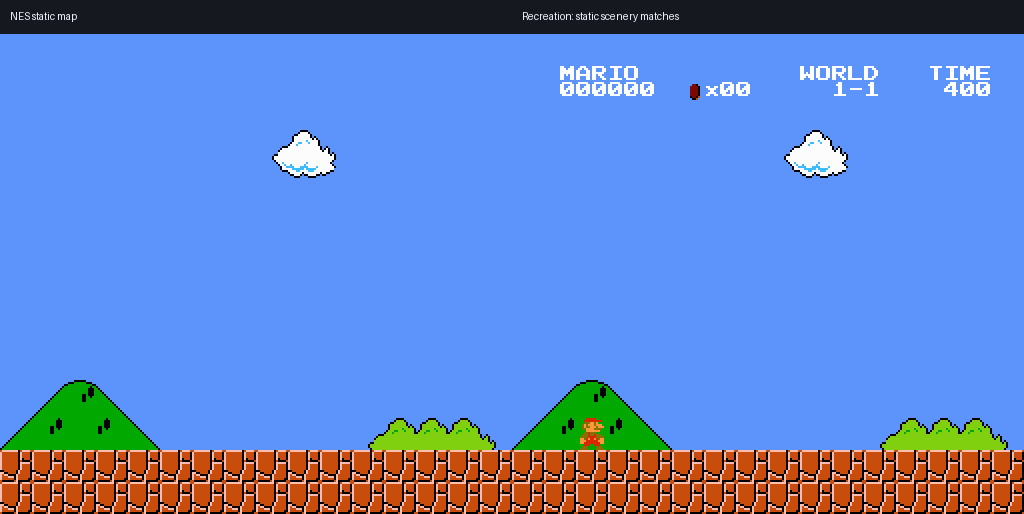 NES static map
Recreation: static scenery matches
MARIO WORLD TIME
000000 x00 1-1 400